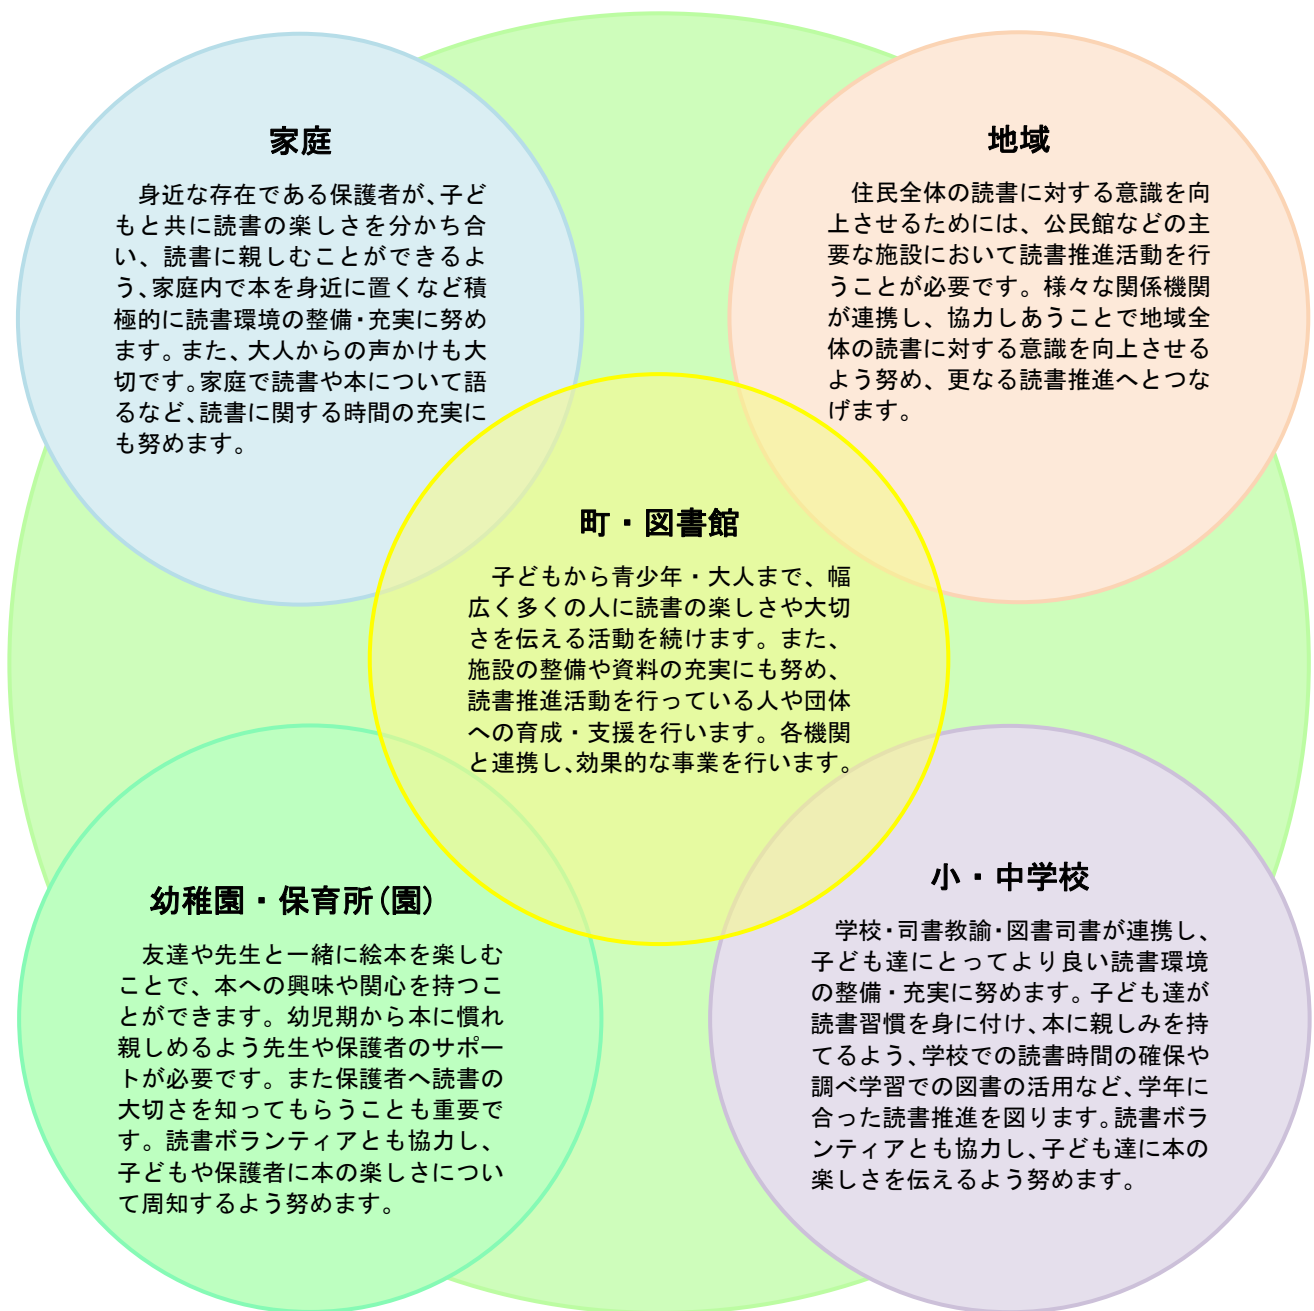 家庭
身近な存在である保護者が、子ど
もと共に読書の楽しさを分かち合
い、読書に親しむことができるよ
う、家庭内で本を身近に置くなど積
極的に読書環境の整備・充実に努め
ます。また、大人からの声かけも大
切です。家庭で読書や本について語
るなど、読書に関する時間の充実に
も努めます。
地域
住民全体の読書に対する意識を向
上させるためには、公民館などの主
要な施設において読書推進活動を行
うことが必要です。様々な関係機関
が連携し、協力しあうことで地域全
体の読書に対する意識を向上させる
よう努め、更なる読書推進へとつな
げます。
町・図書館
子どもから青少年・大人まで、幅
広く多くの人に読書の楽しさや大切
さを伝える活動を続けます。また、
施設の整備や資料の充実にも努め、
読書推進活動を行っている人や団体
への育成・支援を行います。各機関
と連携し、効果的な事業を行います。
幼稚園・保育所(園)
友達や先生と一緒に絵本を楽しむ
ことで、本への興味や関心を持つこ
とができます。幼児期から本に慣れ
親しめるよう先生や保護者のサポー
トが必要です。また保護者へ読書の
大切さを知ってもらうことも重要で
す。読書ボランティアとも協力し、
子どもや保護者に本の楽しさについ
て周知するよう努めます。
小・中学校
学校・司書教諭・図書司書が連携し、
子ども達にとってより良い読書環境
の整備・充実に努めます。子ども達が
読書習慣を身に付け、本に親しみを持
てるよう、学校での読書時間の確保や
調べ学習での図書の活用など、学年に
合った読書推進を図ります。読書ボラ
ンティアとも協力し、子ども達に本の
楽しさを伝えるよう努めます。